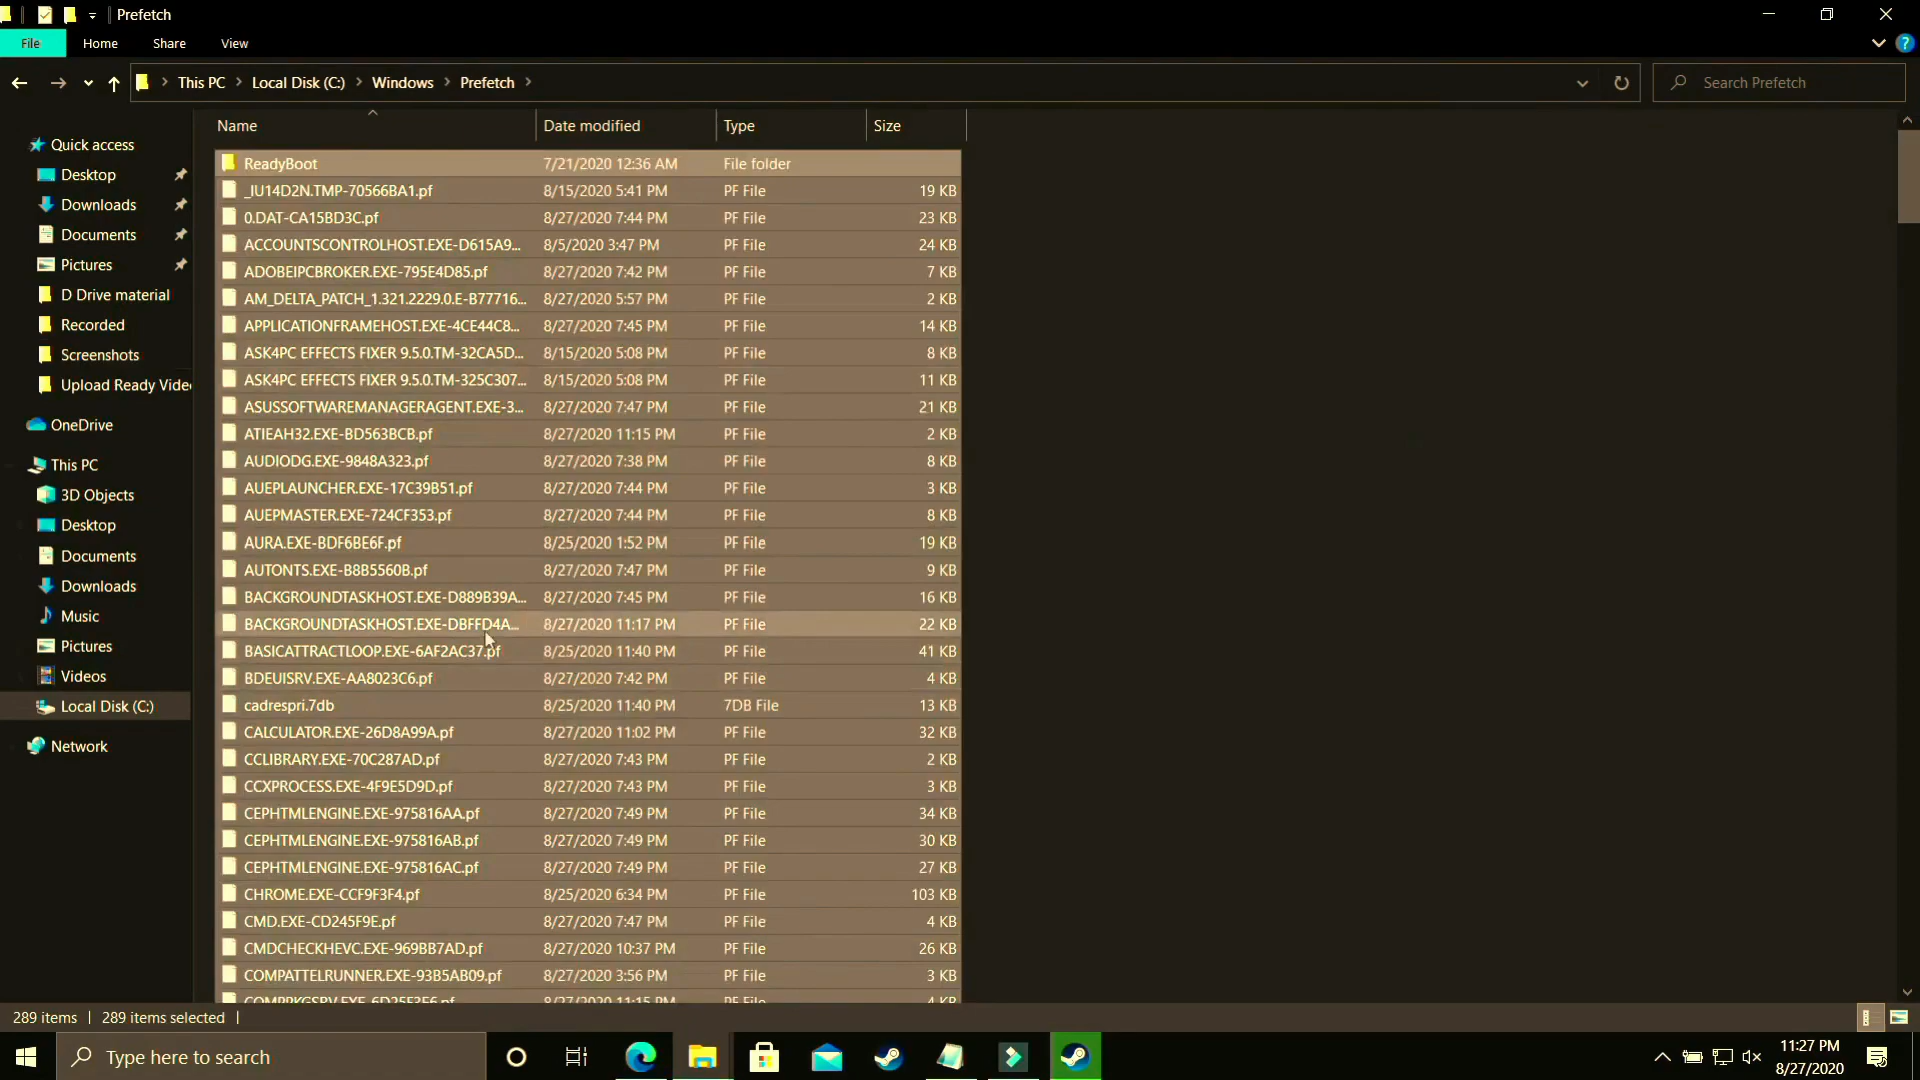 Prefetch
File Home Share View
This PC Local Disk (C:) Windows Prefetch
Search Prefetch
Name Date modified Type Size
Quick access
Desktop
Downloads
Documents
Pictures
D Drive material
Recorded
Screenshots
Upload Ready Vide
OneDrive
This PC
3D Objects
Desktop
Documents
Downloads
Music
Pictures
Videos
Local Disk (C:)
Network
ReadyBoot 7/21/2020 12:36 AM File folder
_IU14D2N.TMP-70566BA1.pf 8/15/2020 5:41 PM PF File 19 KB
0.DAT-CA15BD3C.pf 8/27/2020 7:44 PM PF File 23 KB
ACCOUNTSCONTROLHOST.EXE-D615A9... 8/5/2020 3:47 PM PF File 24 KB
ADOBEIPCBROKER.EXE-795E4D85.pf 8/27/2020 7:42 PM PF File 7 KB
AM_DELTA_PATCH_1.321.2229.0.E-B77716... 8/27/2020 5:57 PM PF File 2 KB
APPLICATIONFRAMEHOST.EXE-4CE44C8... 8/27/2020 7:45 PM PF File 14 KB
ASK4PC EFFECTS FIXER 9.5.0.TM-32CA5D... 8/15/2020 5:08 PM PF File 8 KB
ASK4PC EFFECTS FIXER 9.5.0.TM-325C307... 8/15/2020 5:08 PM PF File 11 KB
ASUSSOFTWAREMANAGERAGENT.EXE-3... 8/27/2020 7:47 PM PF File 21 KB
ATIEAH32.EXE-BD563BCB.pf 8/27/2020 11:15 PM PF File 2 KB
AUDIODG.EXE-9848A323.pf 8/27/2020 7:38 PM PF File 8 KB
AUEPLAUNCHER.EXE-17C39B51.pf 8/27/2020 7:44 PM PF File 3 KB
AUEPMASTER.EXE-724CF353.pf 8/27/2020 7:44 PM PF File 8 KB
AURA.EXE-BDF6BE6F.pf 8/25/2020 1:52 PM PF File 19 KB
AUTONTS.EXE-B8B5560B.pf 8/27/2020 7:47 PM PF File 9 KB
BACKGROUNDTASKHOST.EXE-D889B39A... 8/27/2020 7:45 PM PF File 16 KB
BACKGROUNDTASKHOST.EXE-DBFFD4A... 8/27/2020 11:17 PM PF File 22 KB
BASICATTRACTLOOP.EXE-6AF2AC37.pf 8/25/2020 11:40 PM PF File 41 KB
BDEUISRV.EXE-AA8023C6.pf 8/27/2020 7:42 PM PF File 4 KB
cadrespri.7db 8/25/2020 11:40 PM 7DB File 13 KB
CALCULATOR.EXE-26D8A99A.pf 8/27/2020 11:02 PM PF File 32 KB
CCLIBRARY.EXE-70C287AD.pf 8/27/2020 7:43 PM PF File 2 KB
CCXPROCESS.EXE-4F9E5D9D.pf 8/27/2020 7:43 PM PF File 3 KB
CEPHTMLENGINE.EXE-975816AA.pf 8/27/2020 7:49 PM PF File 34 KB
CEPHTMLENGINE.EXE-975816AB.pf 8/27/2020 7:49 PM PF File 30 KB
CEPHTMLENGINE.EXE-975816AC.pf 8/27/2020 7:49 PM PF File 27 KB
CHROME.EXE-CCF9F3F4.pf 8/25/2020 6:34 PM PF File 103 KB
CMD.EXE-CD245F9E.pf 8/27/2020 7:47 PM PF File 4 KB
CMDCHECKHEVC.EXE-969BB7AD.pf 8/27/2020 10:37 PM PF File 26 KB
COMPATTELRUNNER.EXE-93B5AB09.pf 8/27/2020 3:56 PM PF File 3 KB
COMPPKGSRV.EXE-6D25F3F6.pf 8/27/2020 11:15 PM PF File 4 KB
289 items 289 items selected
Type here to search
11:27 PM
8/27/2020